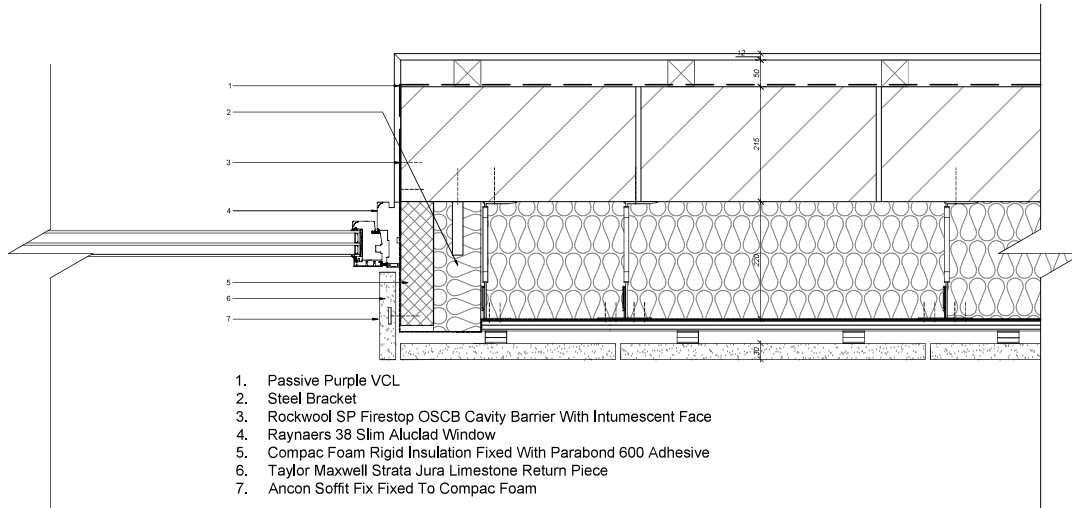 12
50
1
2
215
3
4
220
5
6
7
30
1. Passive Purple VCL
2. Steel Bracket
3. Rockwool SP Firestop OSCB Cavity Barrier With Intumescent Face
4. Raynaers 38 Slim Aluclad Window
5. Compac Foam Rigid Insulation Fixed With Parabond 600 Adhesive
6. Taylor Maxwell Strata Jura Limestone Return Piece
7. Ancon Soffit Fix Fixed To Compac Foam